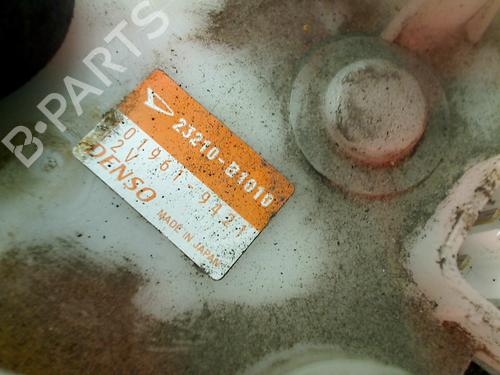 B-PARTS
23210-B1010
01961-9421
12V
DENSO
MADE IN JAPAN